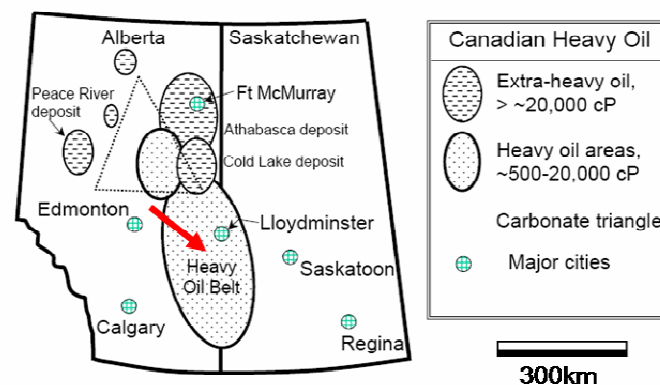 Alberta
Saskatchewan
Peace River
deposit
Ft McMurray
Athabasca deposit
Cold Lake deposit
Edmonton
Lloydminster
Heavy
Oil Belt
Saskatoon
Calgary
Regina
Canadian Heavy Oil
Extra-heavy oil,
> ~20,000 cP
Heavy oil areas,
~500-20,000 cP
Carbonate triangle
Major cities
300km